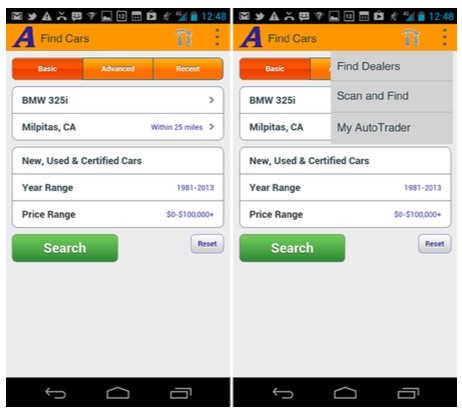 12
12:48
A Find Cars
Basic Advanced Recent
BMW 325i
Milpitas, CA Within 25 miles
New, Used & Certified Cars
Year Range 1981-2013
Price Range $0-$100,000+
Search Reset
12
12:48
A Find Cars
Find Dealers
Scan and Find
My AutoTrader
Basic
BMW 325i
Milpitas, CA
New, Used & Certified Cars
Year Range 1981-2013
Price Range $0-$100,000+
Search Reset